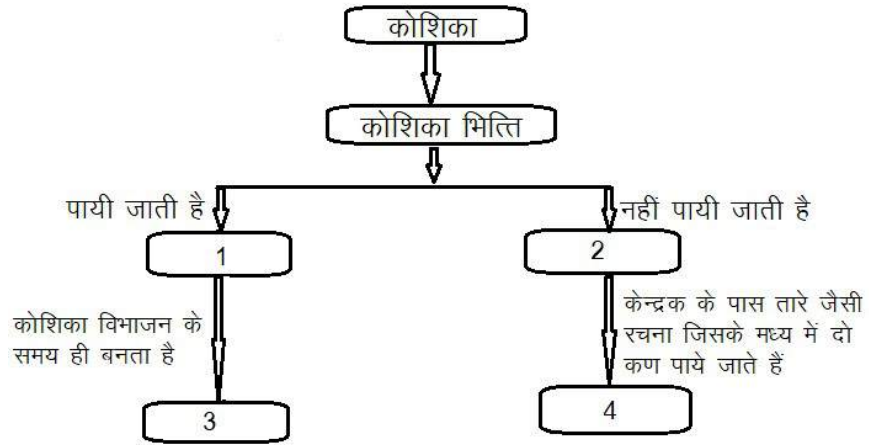 कोशिका
कोशिका भित्ति
पायी जाती है
नहीं पायी जाती है
1
2
कोशिका विभाजन के
समय ही बनता है
केन्द्रक के पास तारे जैसी
रचना जिसके मध्य में दो
कण पाये जाते हैं
3
4